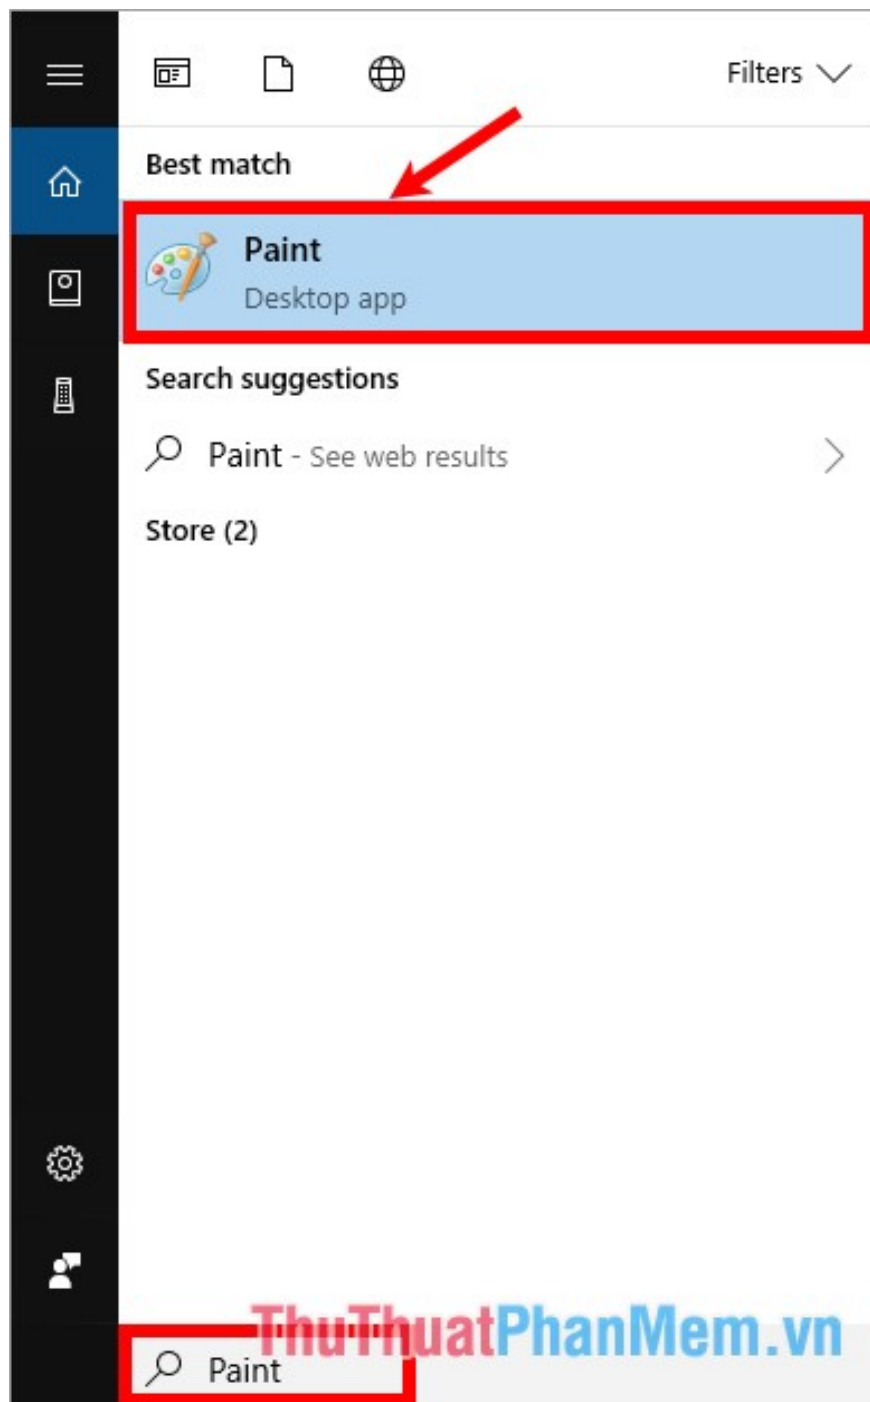 Filters
Best match
Paint
Desktop app
Search suggestions
Paint - See web results
Store (2)
ThuThuatPhanMem.vn
Paint